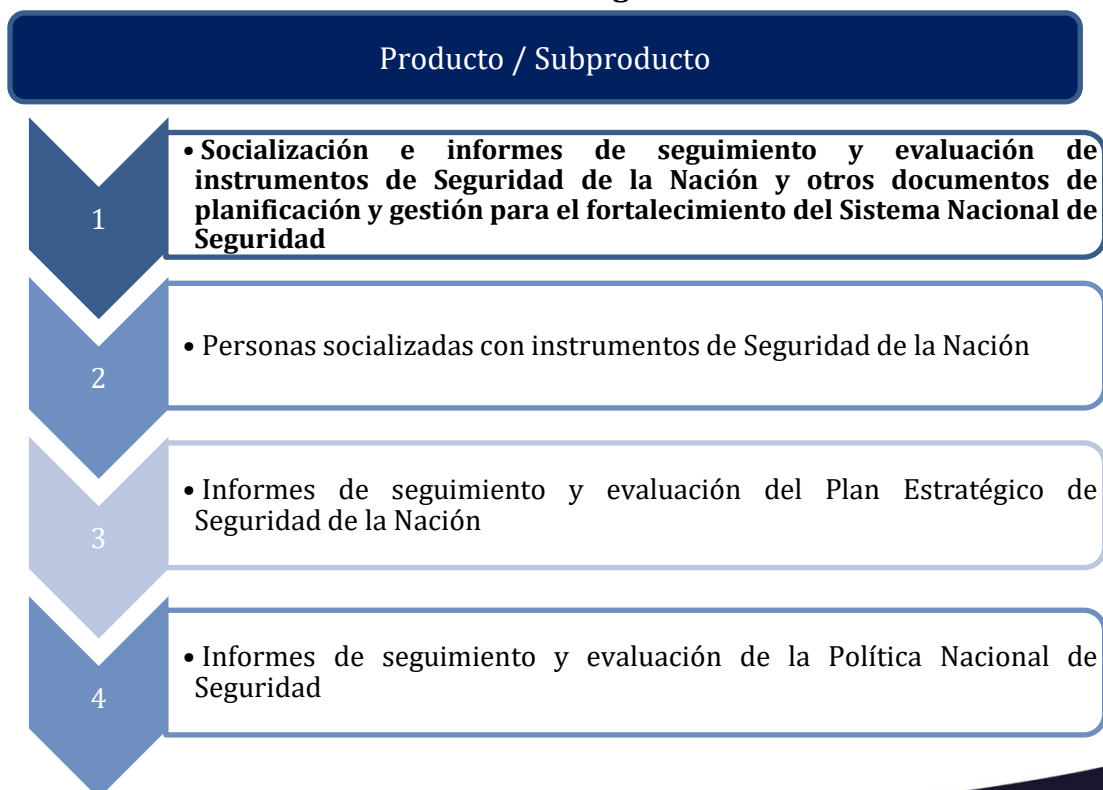 Producto / Subproducto
1
• Socialización e informes de seguimiento y evaluación de
instrumentos de Seguridad de la Nación y otros documentos de
planificación y gestión para el fortalecimiento del Sistema Nacional de
Seguridad
2
• Personas socializadas con instrumentos de Seguridad de la Nación
3
• Informes de seguimiento y evaluación del Plan Estratégico de
Seguridad de la Nación
4
• Informes de seguimiento y evaluación de la Política Nacional de
Seguridad